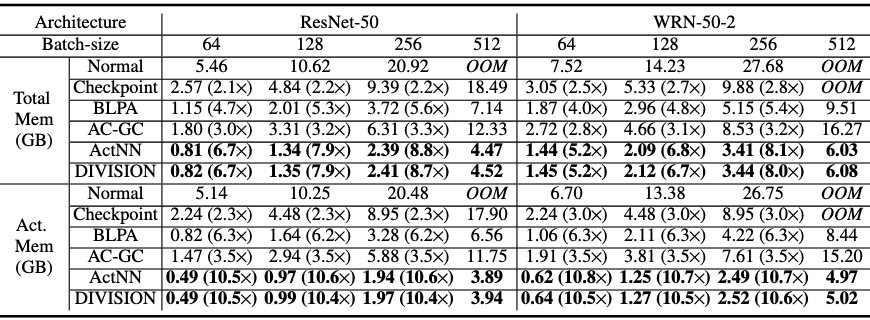 Architecture ResNet-50 WRN-50-2
Batch-size 64 128 256 512 64 128 256 512
Normal 5.46 10.62 20.92 OOM 7.52 14.23 27.68 OOM
Total Mem (GB) Checkpoint 2.57 (2.1×) 4.84 (2.2×) 9.39 (2.2×) 18.49 3.05 (2.5×) 5.33 (2.7×) 9.88 (2.8×) OOM
BLPA 1.15 (4.7×) 2.01 (5.3×) 3.72 (5.6×) 7.14 1.87 (4.0×) 2.96 (4.8×) 5.15 (5.4×) 9.51
AC-GC 1.80 (3.0×) 3.31 (3.2×) 6.31 (3.3×) 12.33 2.72 (2.8×) 4.66 (3.1×) 8.53 (3.2×) 16.27
ActNN 0.81 (6.7×) 1.34 (7.9×) 2.39 (8.8×) 4.47 1.44 (5.2×) 2.09 (6.8×) 3.41 (8.1×) 6.03
DIVISION 0.82 (6.7×) 1.35 (7.9×) 2.41 (8.7×) 4.52 1.45 (5.2×) 2.12 (6.7×) 3.44 (8.0×) 6.08
Normal 5.14 10.25 20.48 OOM 6.70 13.38 26.75 OOM
Act. Mem (GB) Checkpoint 2.24 (2.3×) 4.48 (2.3×) 8.95 (2.3×) 17.90 2.24 (3.0×) 4.48 (3.0×) 8.95 (3.0×) OOM
BLPA 0.82 (6.3×) 1.64 (6.2×) 3.28 (6.2×) 6.56 1.06 (6.3×) 2.11 (6.3×) 4.22 (6.3×) 8.44
AC-GC 1.47 (3.5×) 2.94 (3.5×) 5.88 (3.5×) 11.75 1.91 (3.5×) 3.81 (3.5×) 7.61 (3.5×) 15.20
ActNN 0.49 (10.5×) 0.97 (10.6×) 1.94 (10.6×) 3.89 0.62 (10.8×) 1.25 (10.7×) 2.49 (10.7×) 4.97
DIVISION 0.49 (10.5×) 0.99 (10.4×) 1.97 (10.4×) 3.94 0.64 (10.5×) 1.27 (10.5×) 2.52 (10.6×) 5.02